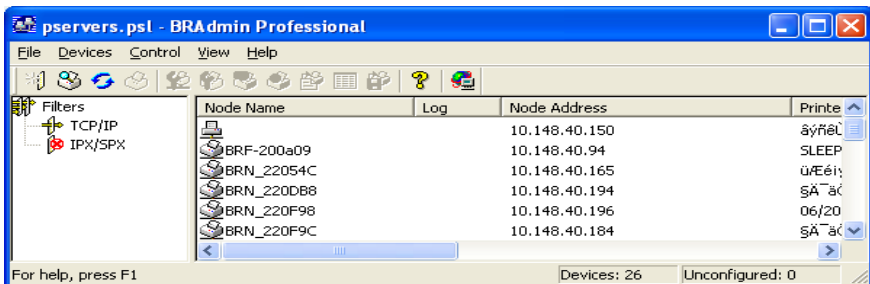 pservers.psl - BRAdmin Professional
File Devices Control View Help
Filters
TCP/IP
IPX/SPX
Node Name Log Node Address Printe
10.148.40.150
BRF-200a09 10.148.40.94 SLEEP
BRN_22054C 10.148.40.165
BRN_220DB8 10.148.40.194
BRN_220F98 10.148.40.196 06/20
BRN_220F9C 10.148.40.184
For help, press F1 Devices: 26 Unconfigured: 0